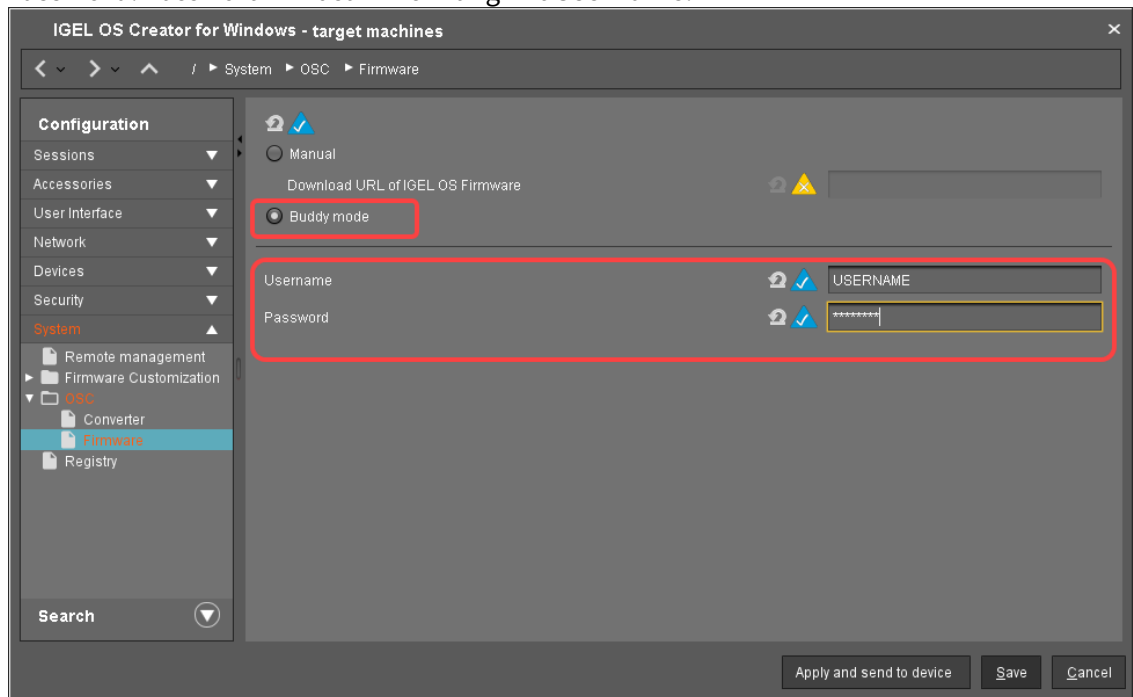 IGEL OS Creator for Windows - target machines
/ ► System ► OSC ► Firmware
Configuration
Sessions
Accessories
User Interface
Network
Devices
Security
System
Remote management
Firmware Customization
OSC
Converter
Firmware
Registry
Search
Manual
Download URL of IGEL OS Firmware
Buddy mode
Username
USERNAME
Password
********
Apply and send to device
Save
Cancel